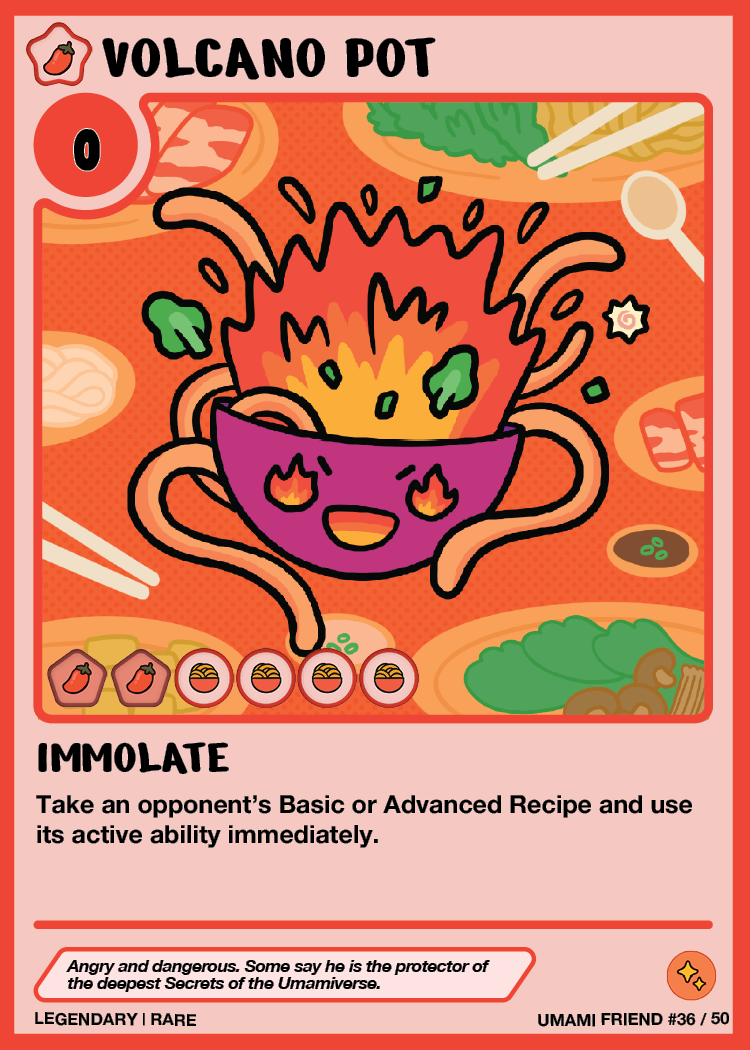 VOLCANO POT
0
IMMOLATE
Take an opponent’s Basic or Advanced Recipe and use
its active ability immediately.
Angry and dangerous. Some say he is the protector of
the deepest Secrets of the Umamiverse.
LEGENDARY | RARE
UMAMI FRIEND #36 / 50